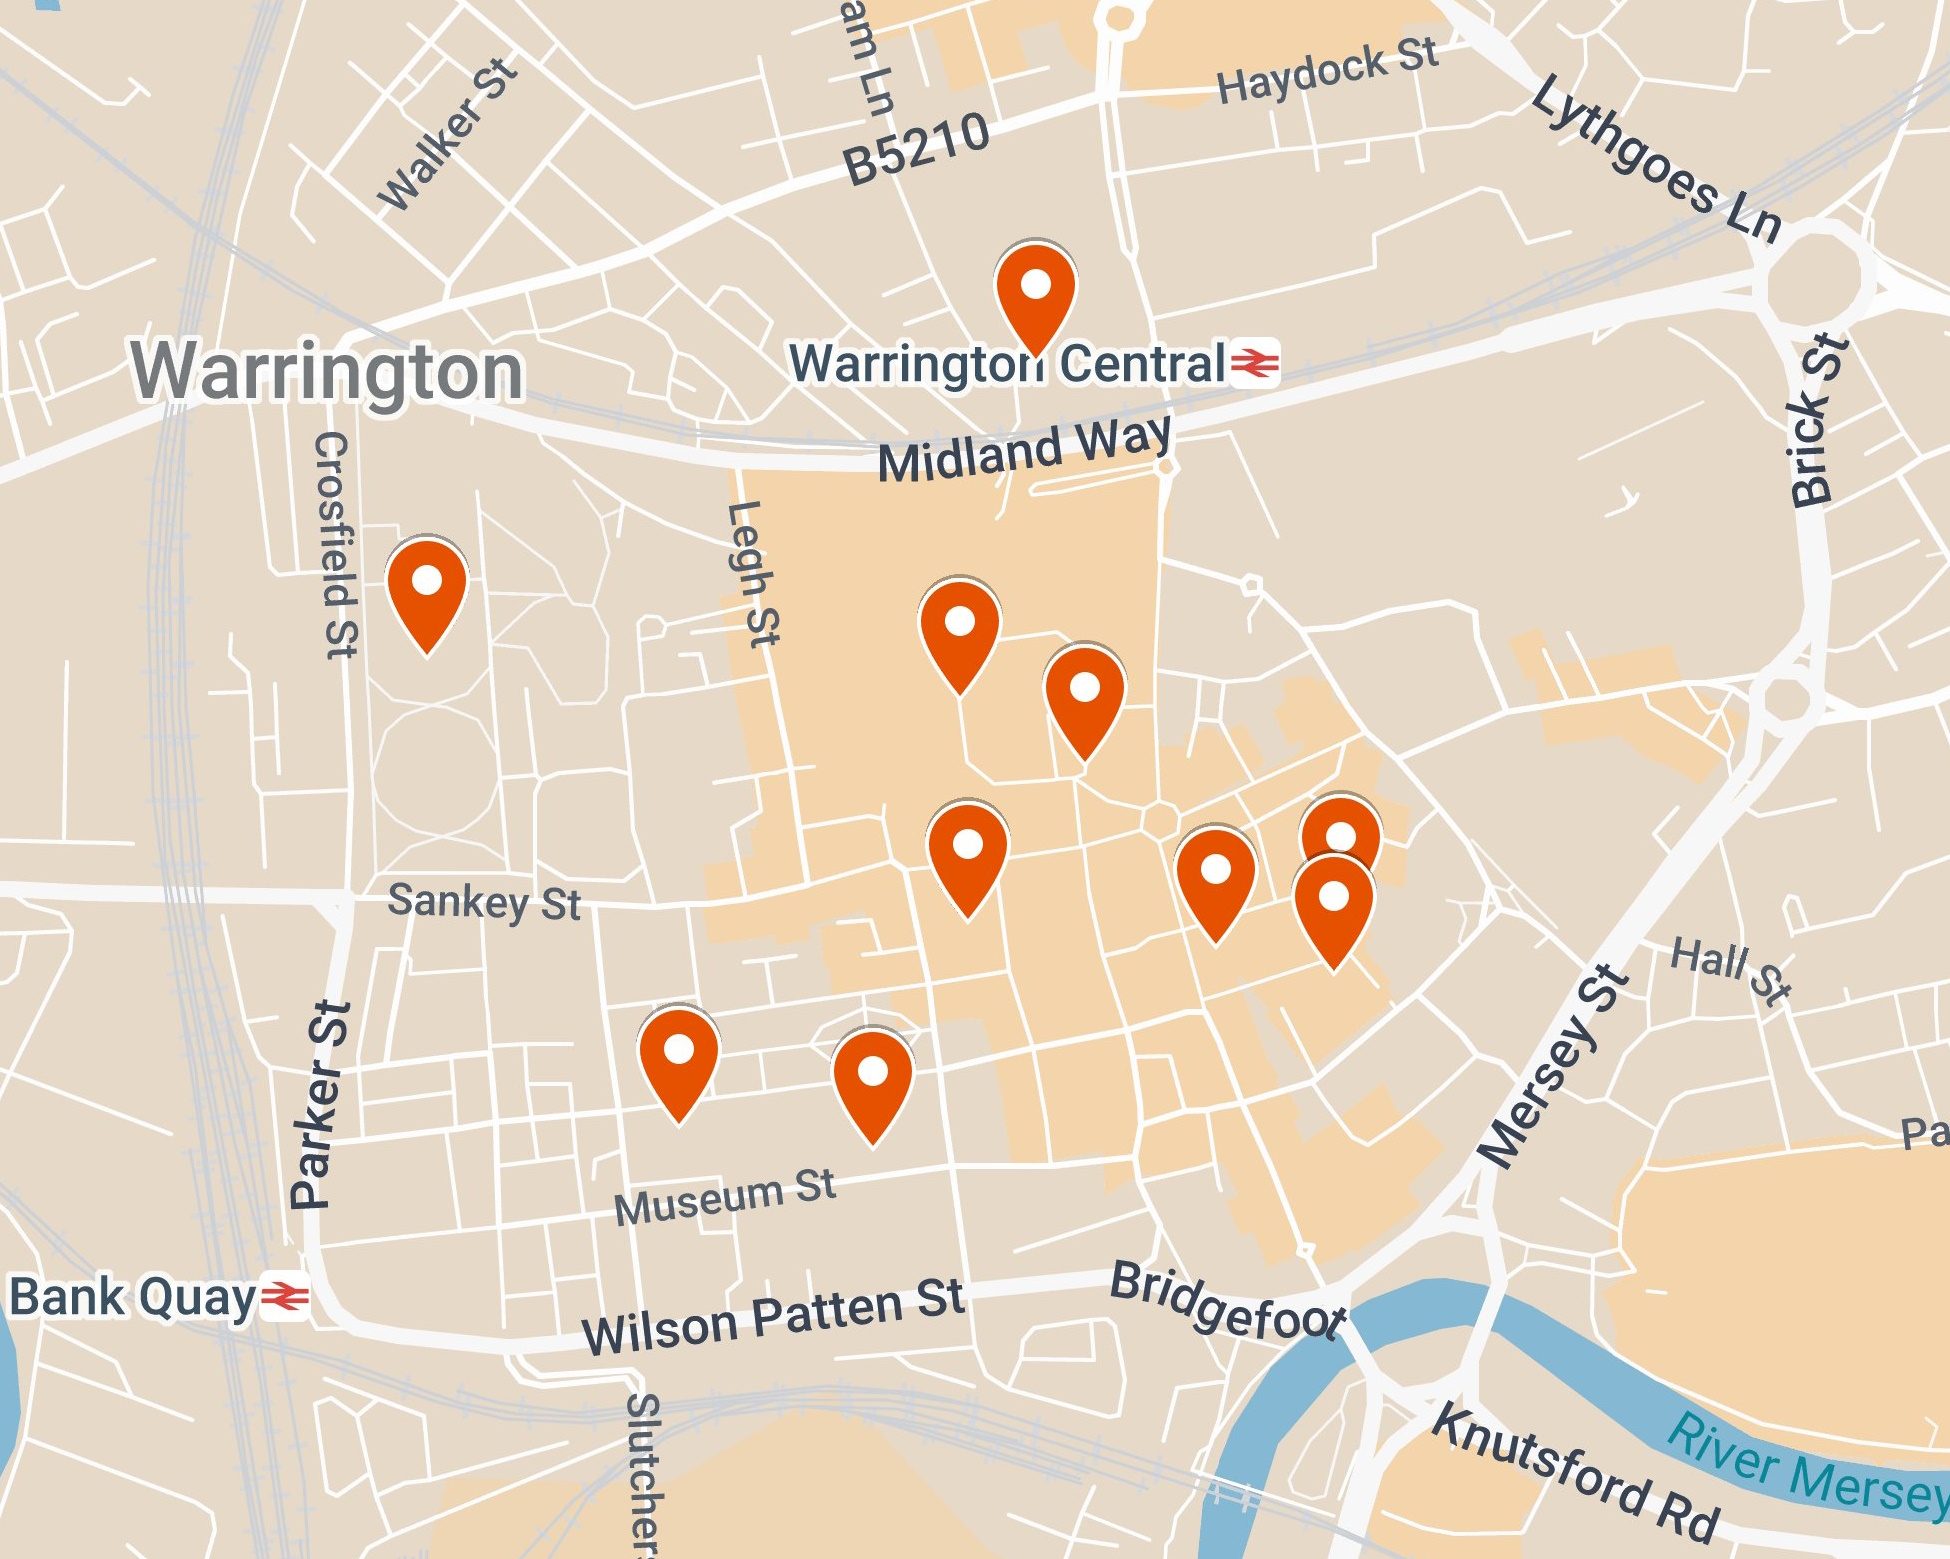 am Ln
Haydock St
Walker St
B5210
Lythgoes Ln
Warrington
Warrington Central
Midland Way
Brick St
Crosfield St
Legh St
Sankey St
Hall St
Parker St
Mersey St
Pa
Museum St
Bank Quay
Wilson Patten St
Bridgefoot
Slutchers
Knutsford Rd
River Mersey